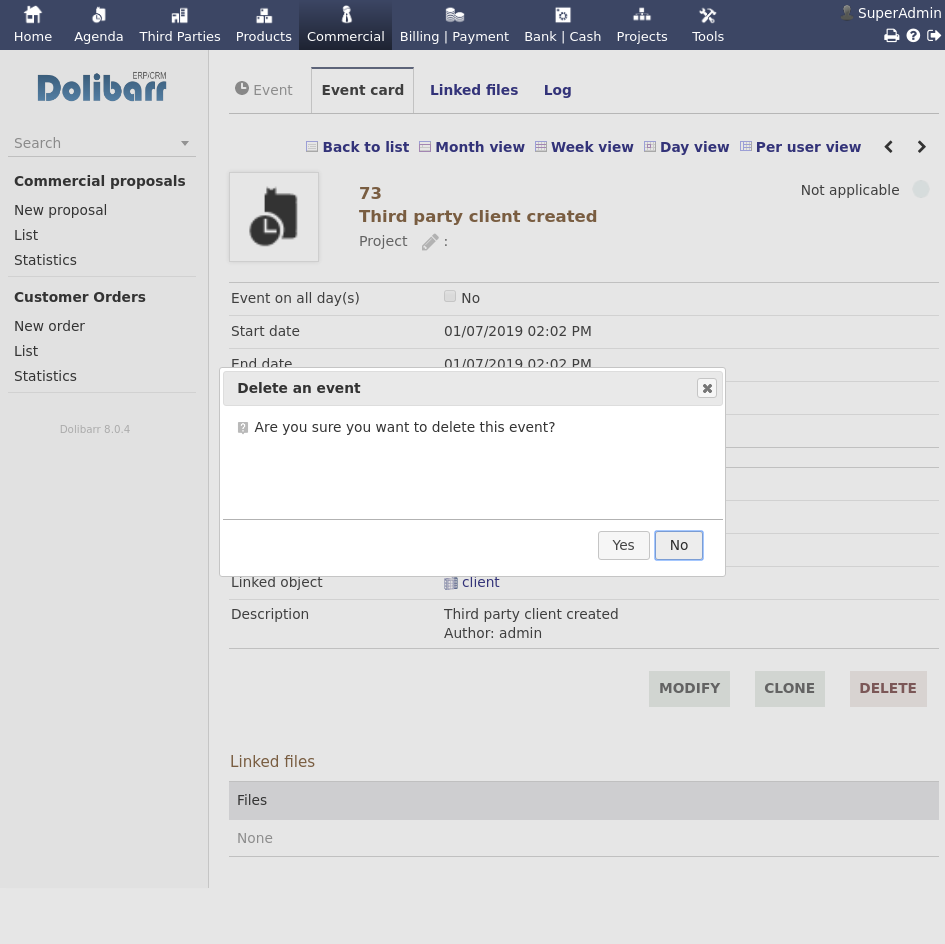 Home
Agenda
Third Parties
Products
Commercial
Billing | Payment
Bank | Cash
Projects
Tools
SuperAdmin
Dolibarr ERP/CRM
Search
Commercial proposals
New proposal
List
Statistics
Customer Orders
New order
List
Statistics
Dolibarr 8.0.4
Event
Event card
Linked files
Log
Back to list
Month view
Week view
Day view
Per user view
73
Third party client created
Project :
Not applicable
Event on all day(s) No
Start date 01/07/2019 02:02 PM
End date 01/07/2019 02:02 PM
Delete an event
Are you sure you want to delete this event?
Yes
No
Linked object client
Description Third party client created
Author: admin
MODIFY
CLONE
DELETE
Linked files
Files
None